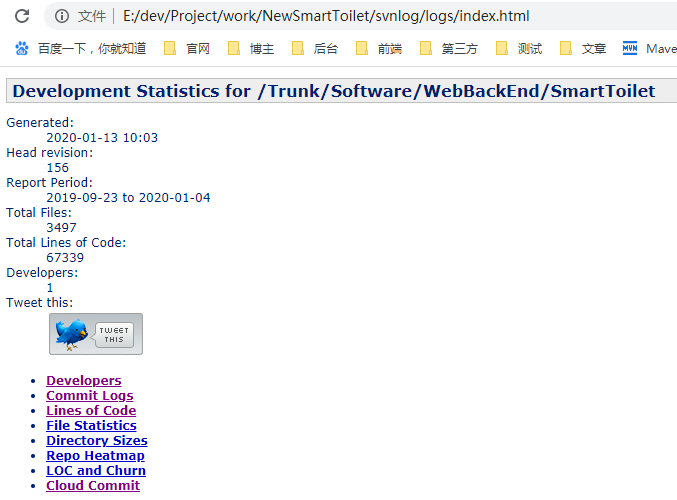 文件 | E:/dev/Project/work/NewSmartToilet/svnlog/logs/index.html
百度一下，你就知道 官网 博主 后台 前端 第三方 测试 文章 MVN Mave
Development Statistics for /Trunk/Software/WebBackEnd/SmartToilet
Generated:
2020-01-13 10:03
Head revision:
156
Report Period:
2019-09-23 to 2020-01-04
Total Files:
3497
Total Lines of Code:
67339
Developers:
1
Tweet this:
TWEET
THIS
Developers
Commit Logs
Lines of Code
File Statistics
Directory Sizes
Repo Heatmap
LOC and Churn
Cloud Commit